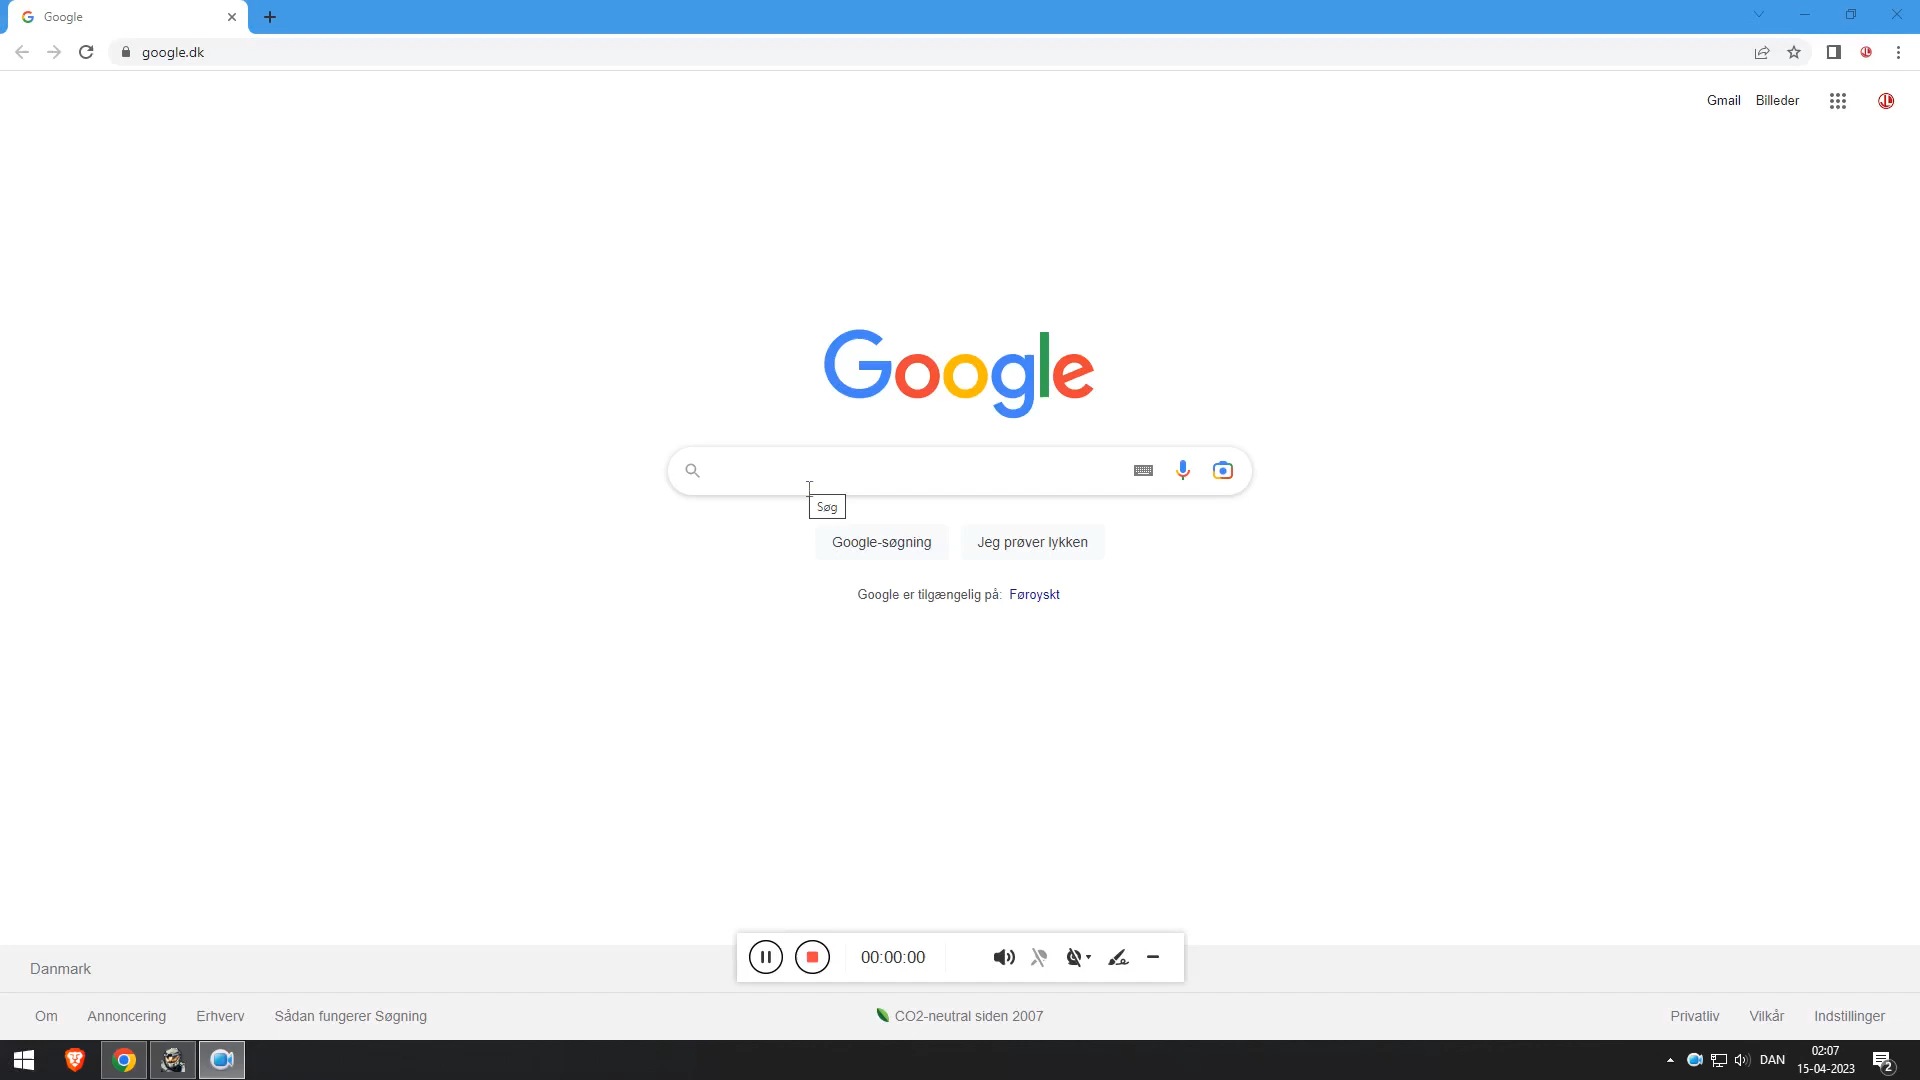 Google
google.dk
Gmail Billeder
Google
Søg
Google-søgning Jeg prøver lykken
Google er tilgængelig på: Føroyskt
00:00:00
Danmark
Om Annoncering Erhverv Sådan fungerer Søgning CO2-neutral siden 2007 Privatliv Vilkår Indstillinger
DAN 02:07
15-04-2023 2